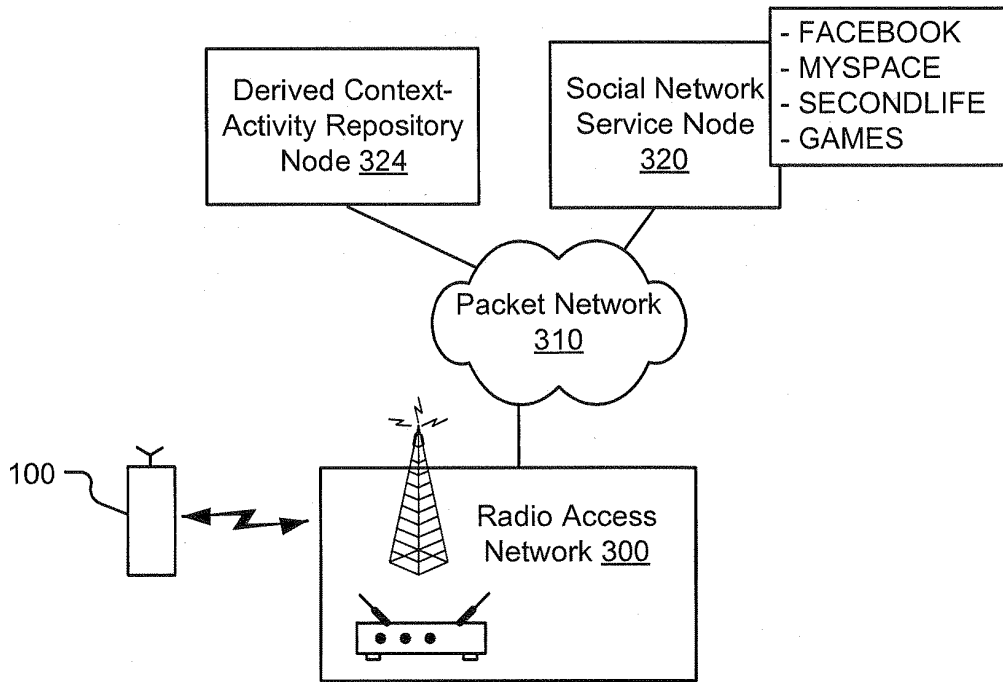 Derived Context-
Activity Repository
Node 324
Social Network
Service Node
320
- FACEBOOK
- MYSPACE
- SECONDLIFE
- GAMES
Packet Network
310
100
Radio Access
Network 300